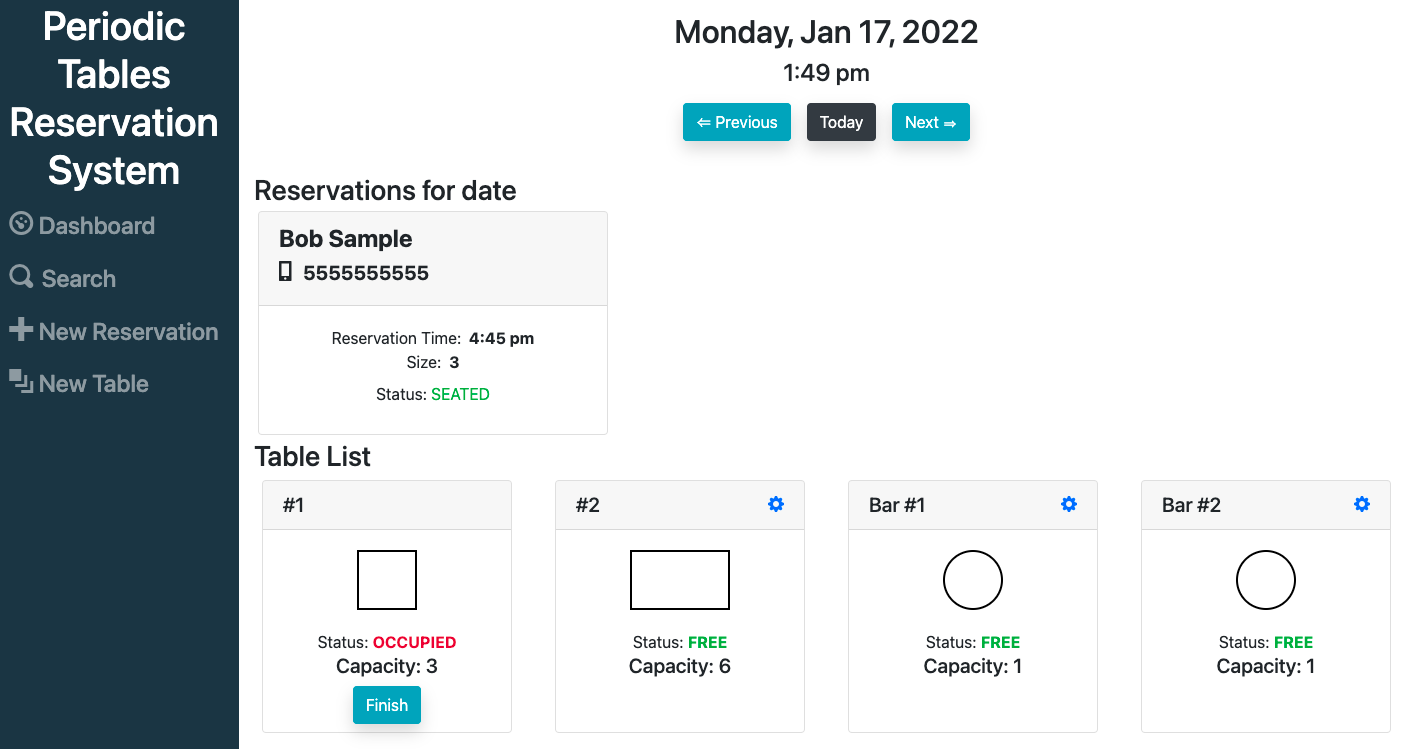 Periodic
Tables
Reservation
System
Dashboard
Search
New Reservation
New Table
Monday, Jan 17, 2022
1:49 pm
⇐ Previous
Today
Next ⇒
Reservations for date
Bob Sample
5555555555
Reservation Time: 4:45 pm
Size: 3
Status: SEATED
Table List
#1
Status: OCCUPIED
Capacity: 3
Finish
#2
Status: FREE
Capacity: 6
Bar #1
Status: FREE
Capacity: 1
Bar #2
Status: FREE
Capacity: 1